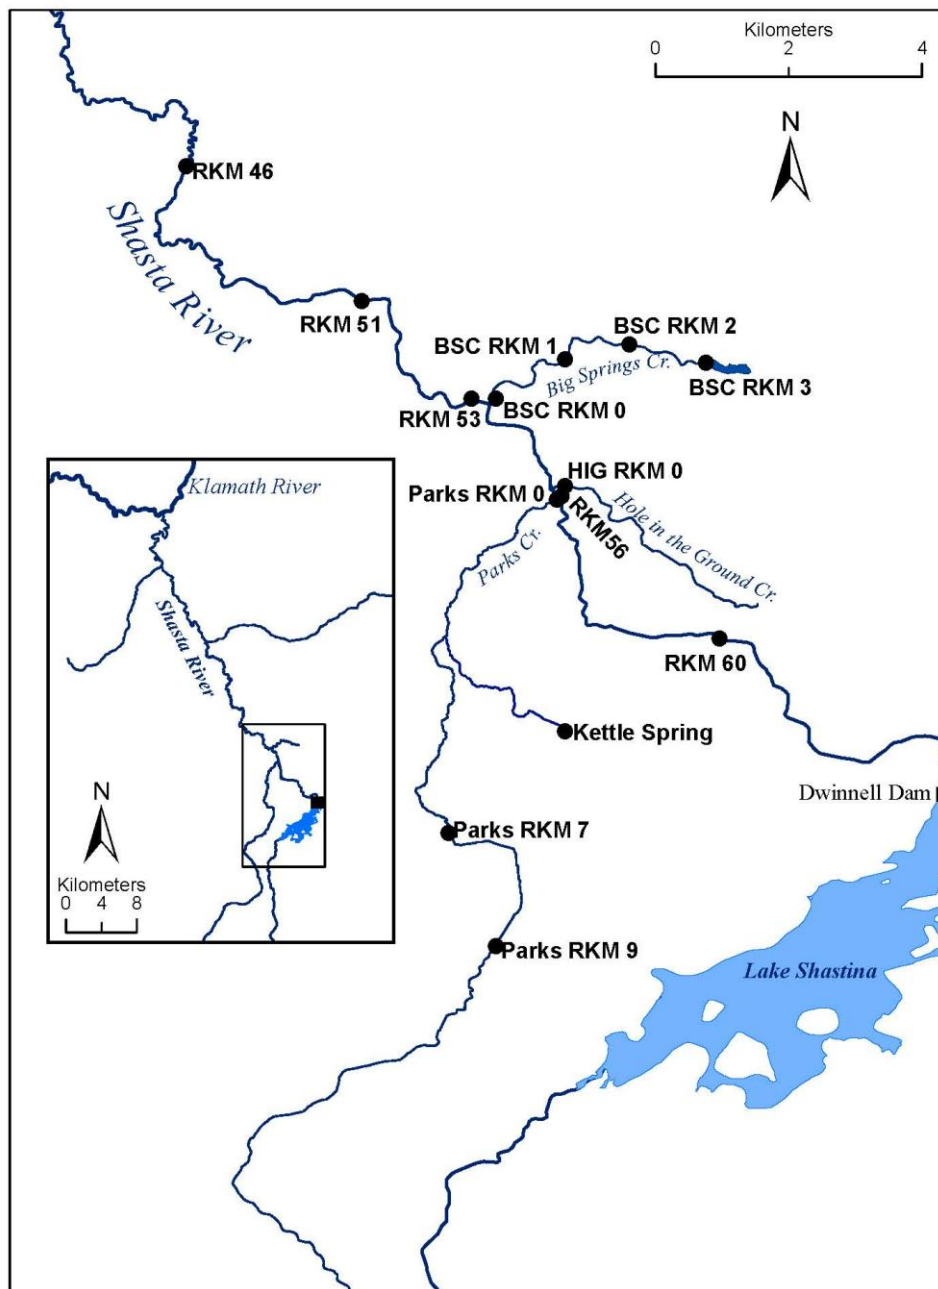 Kilometers
0 2 4
N
RKM 46
Shasta River
RKM 51
BSC RKM 2
BSC RKM 1
Big Springs Cr.
BSC RKM 3
RKM 53
BSC RKM 0
HIG RKM 0
Parks RKM 0
RKM56
Hole in the Ground Cr.
Parks Cr.
RKM 60
Kettle Spring
Dwinnell Dam
Parks RKM 7
Parks RKM 9
Lake Shastina
Klamath River
Shasta River
N
Kilometers
0 4 8